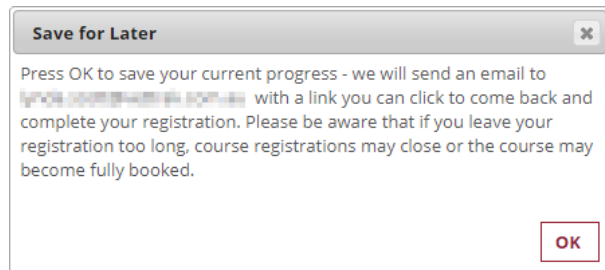 Save for Later
Press OK to save your current progress - we will send an email to
with a link you can click to come back and
complete your registration. Please be aware that if you leave your
registration too long, course registrations may close or the course may
become fully booked.
OK